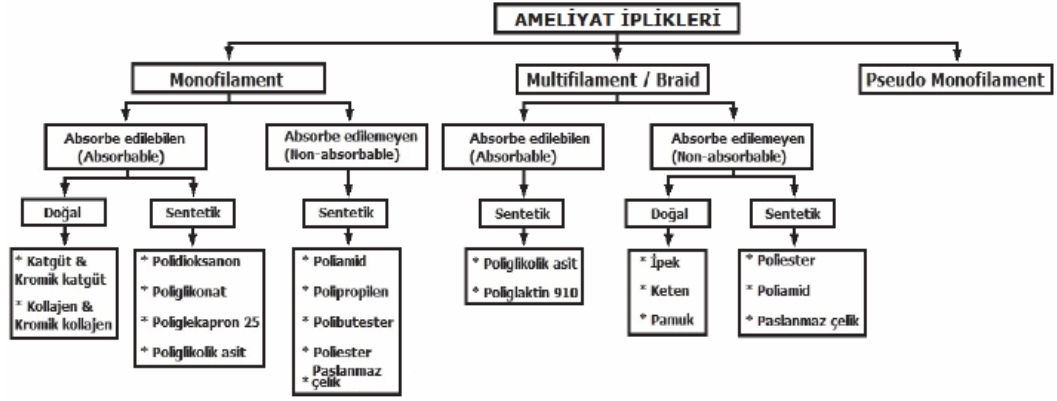 AMELİYAT İPLİKLERİ
Monofilament
Multifilament / Braid
Pseudo Monofilament
Absorbe edilebilen
(Absorbable)
Absorbe edilemeyen
(Non-absorbable)
Absorbe edilebilen
(Absorbable)
Absorbe edilemeyen
(Non-absorbable)
Doğal
Sentetik
Sentetik
Sentetik
Doğal
Sentetik
* Katgüt &
Kromik katgüt
* Kollajen &
Kromik kollajen
* Polidioksanon
* Poliglikonat
* Poliglekapron 25
* Poliglikolik asit
* Poliamid
* Polipropilen
* Polibutester
* Poliester
Paslanmaz
* çelik
* Poliglikolik asit
* Poliglaktin 910
* İpek
* Keten
* Pamuk
* Poliester
* Poliamid
* Paslanmaz çelik